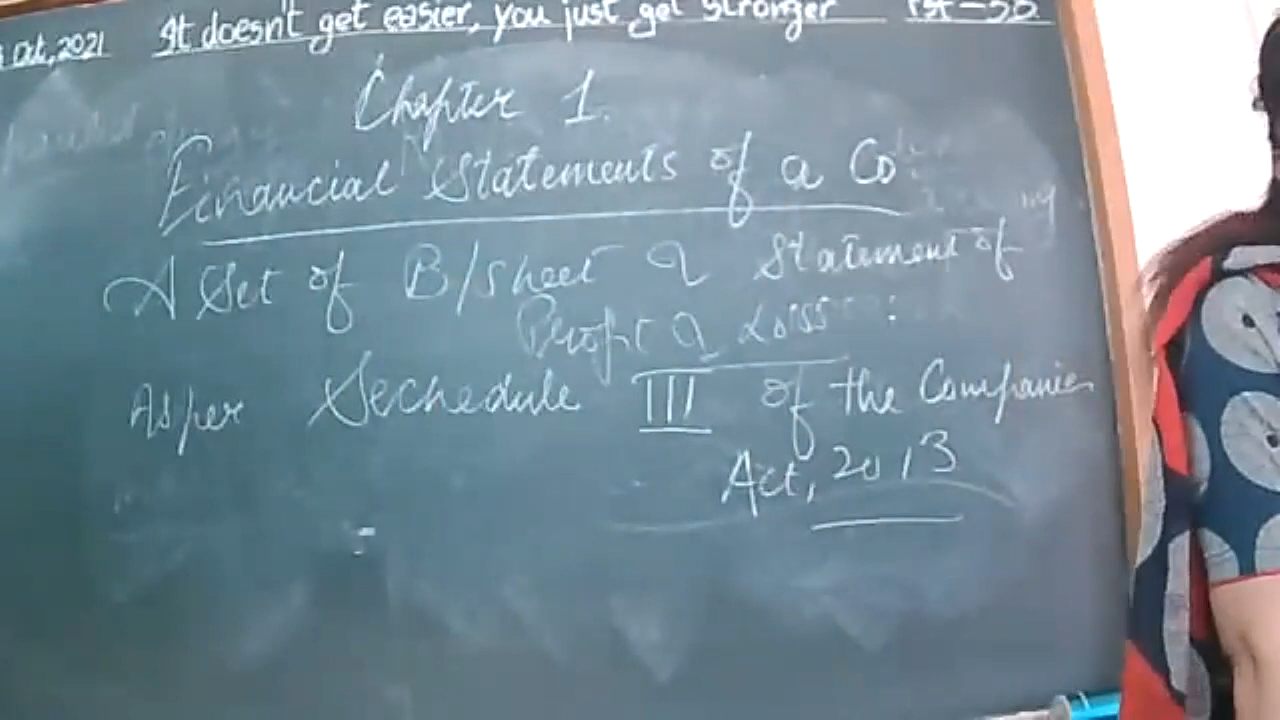 Oct, 2021 It doesn't get easier, you just get stronger
Chapter 1.
Financial Statements of a Co
A Set of B/Sheet & Statement of
Profit & Loss :
As per Sechedule III of the Companies
Act, 2013